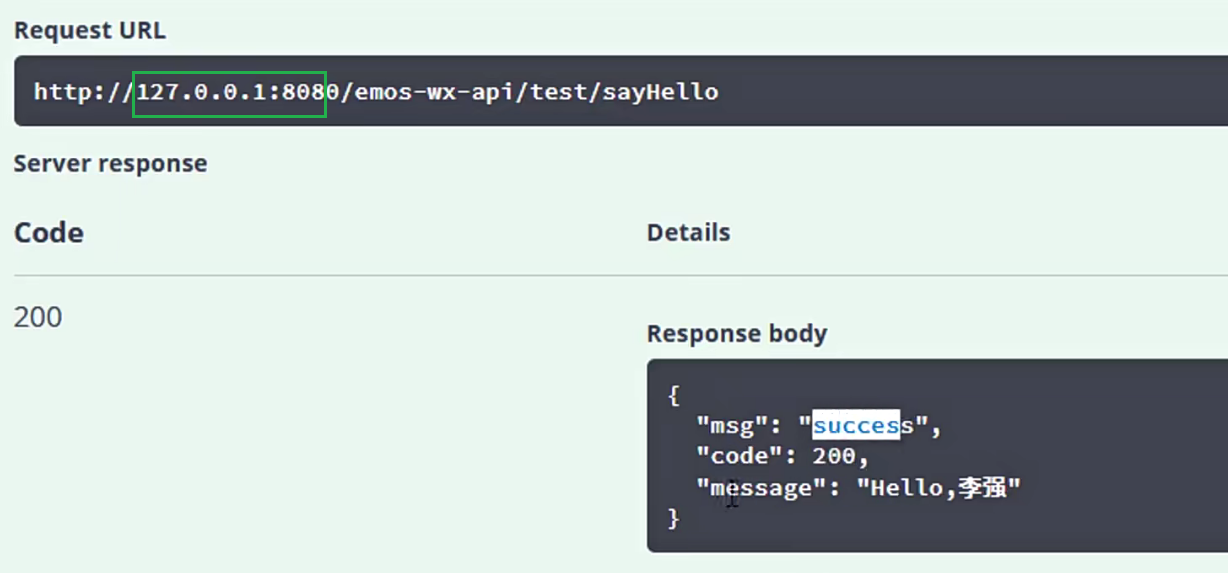 Request URL
http://127.0.0.1:8080/emos-wx-api/test/sayHello
Server response
Code
Details
200
Response body
{
"msg": "success",
"code": 200,
"message": "Hello,李强"
}